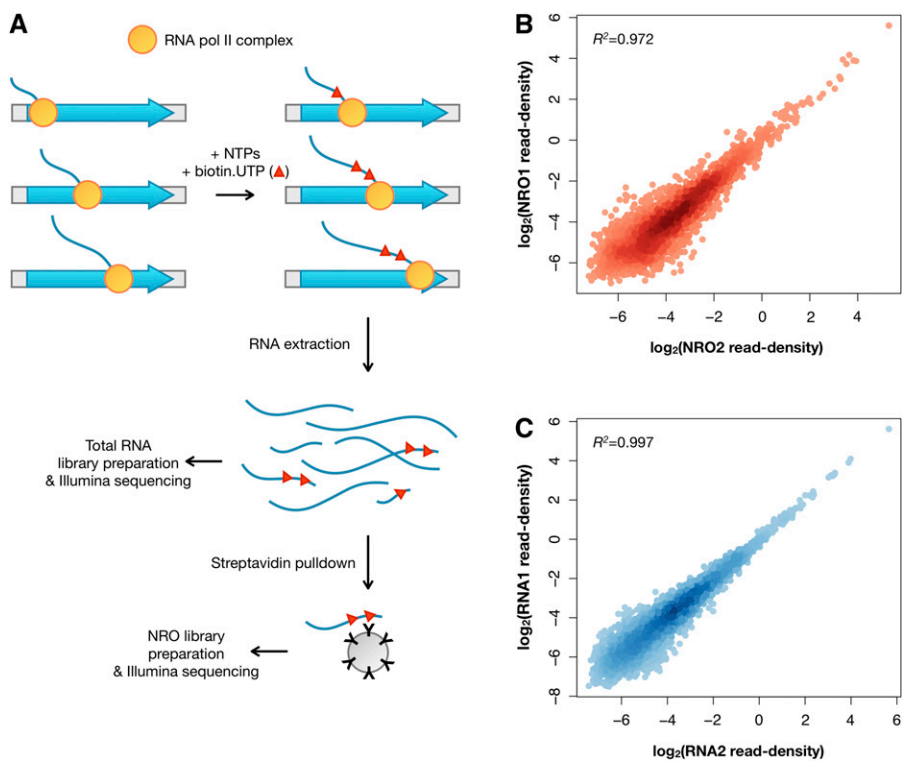 A
RNA pol II complex
+ NTPs
+ biotin.UTP (▲)
RNA extraction
Total RNA
library preparation
& Illumina sequencing
Streptavidin pulldown
NRO library
preparation
& Illumina sequencing
B
R²=0.972
log₂(NRO1 read-density)
6
4
2
0
−2
−4
−6
−6 −4 −2 0 2 4
log₂(NRO2 read-density)
C
R²=0.997
log₂(RNA1 read-density)
6
4
2
0
−2
−4
−6
−8
−6 −4 −2 0 2 4 6
log₂(RNA2 read-density)